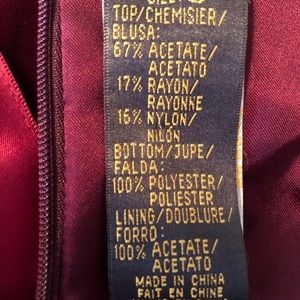 TOP/CHEMISIER/
BLUSA:
67% ACETATE/
ACETATO
17% RAYON/
RAYONNE
16% NYLON/
NILON
BOTTOM/JUPE/
FALDA:
100% POLYESTER/
POLIESTER
LINING/DOUBLURE/
FORRO:
100% ACETATE/
ACETATO
MADE IN CHINA
FAIT EN CHINE